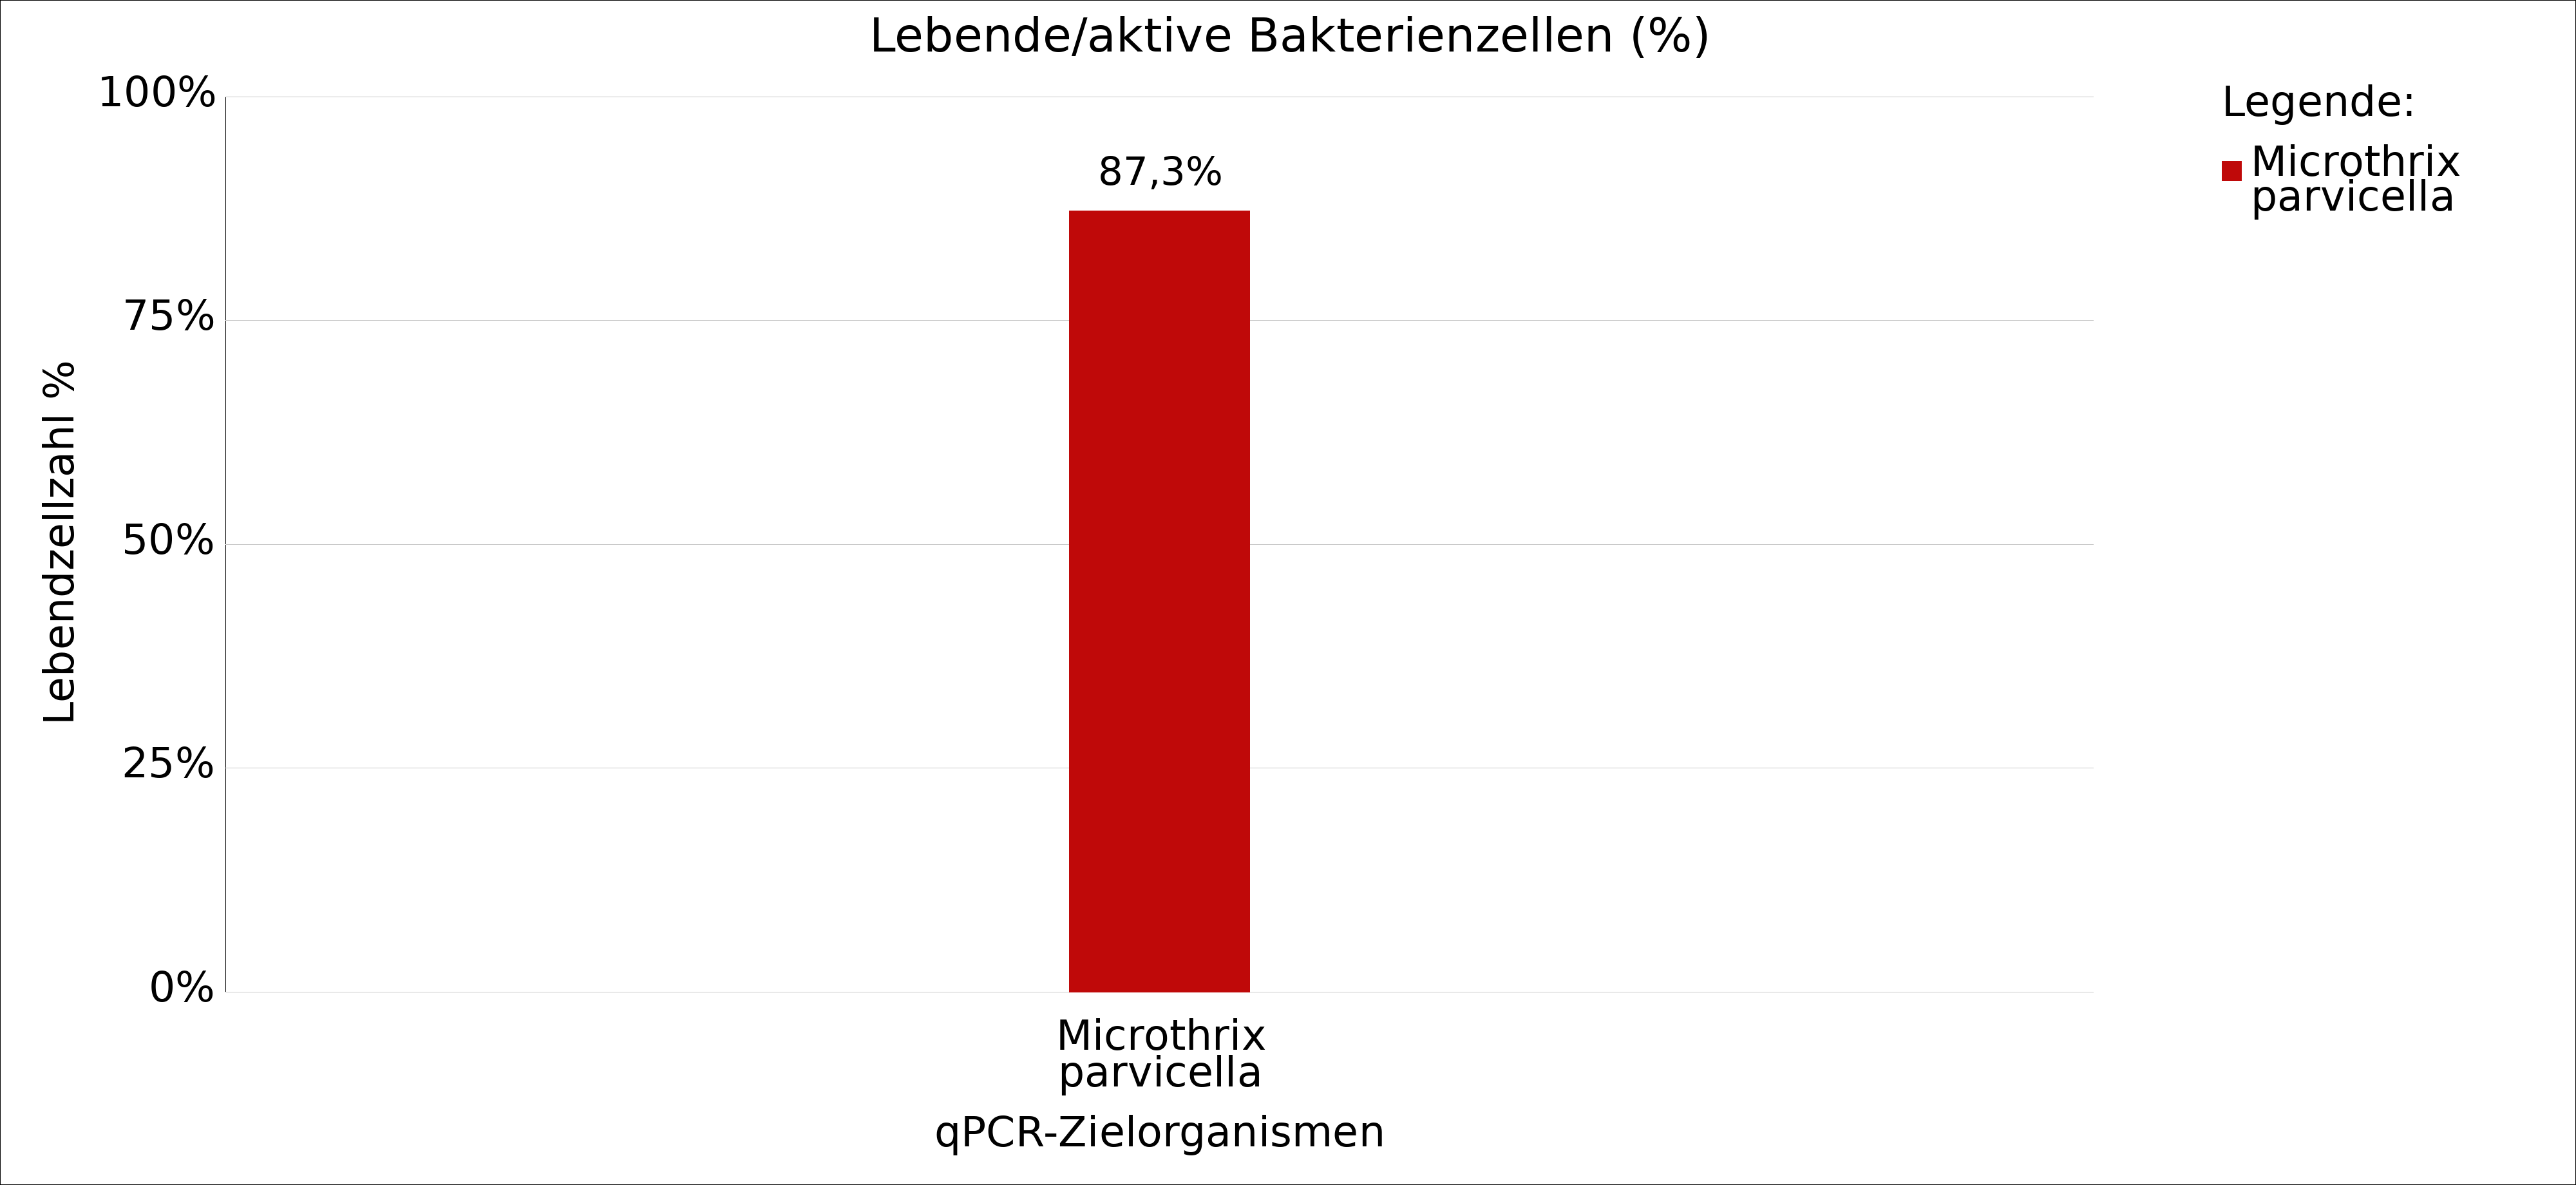 Lebende/aktive Bakterienzellen (%)
100%
75%
50%
25%
0%
Lebendzellzahl %
87,3%
Microthrix
parvicella
qPCR-Zielorganismen
Legende:
Microthrix
parvicella